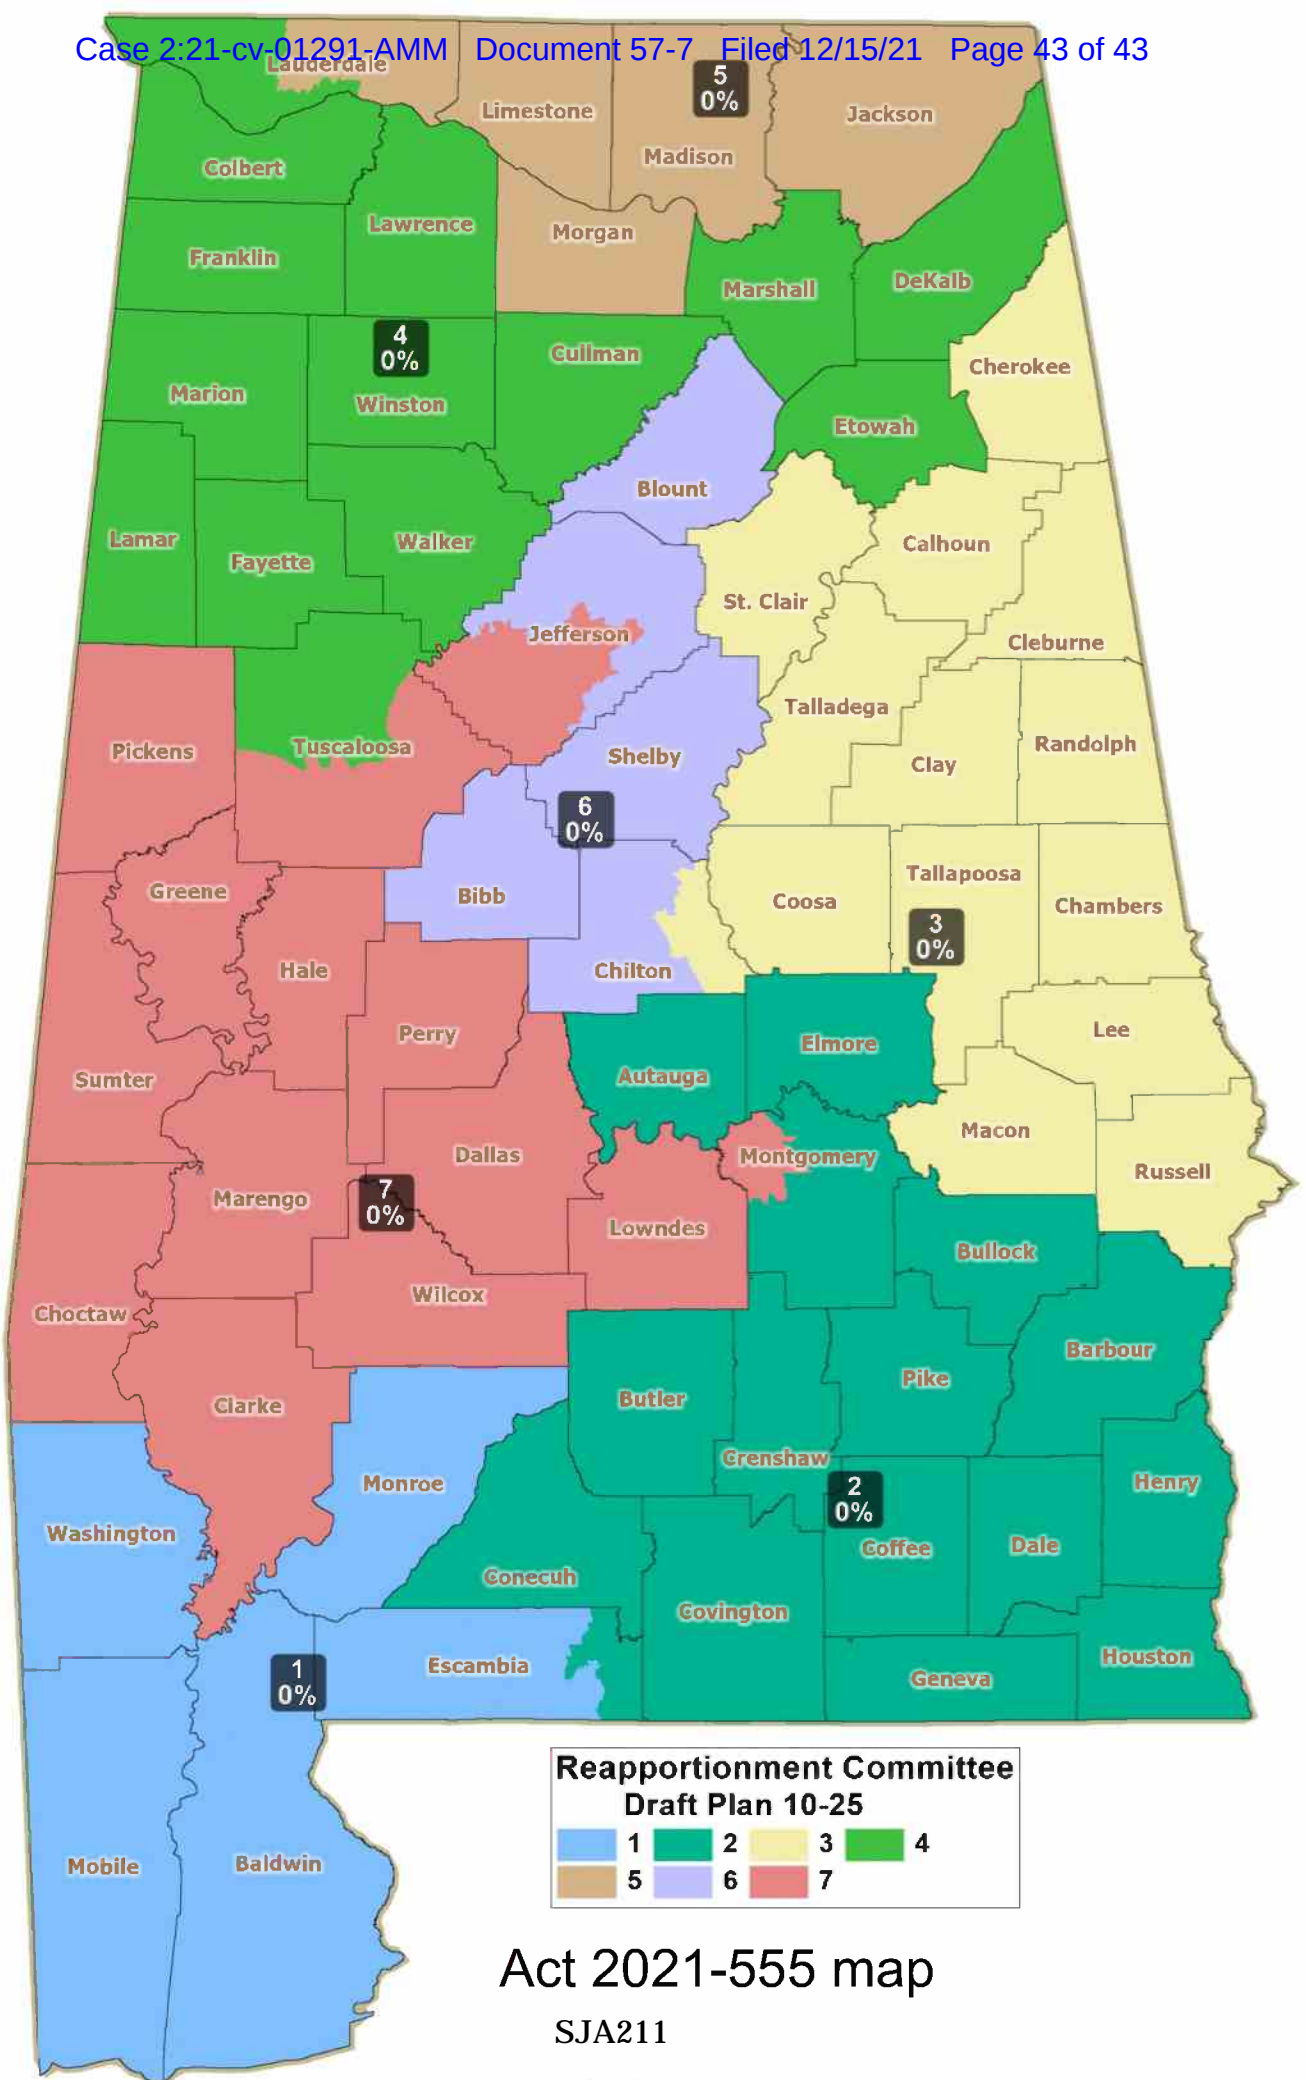 Case 2:21-cv-01291-AMM Document 57-7 Filed 12/15/21 Page 43 of 43
Lauderdale
5
0%
Limestone
Jackson
Madison
Colbert
Lawrence
Morgan
Franklin
Marshall
DeKalb
4
0%
Cullman
Cherokee
Marion
Winston
Etowah
Blount
Lamar
Walker
Calhoun
Fayette
St. Clair
Jefferson
Cleburne
Talladega
Tuscaloosa
Pickens
Shelby
Clay
Randolph
6
0%
Greene
Bibb
Coosa
Tallapoosa
Chambers
3
0%
Hale
Chilton
Perry
Elmore
Lee
Sumter
Autauga
Macon
Dallas
Montgomery
Russell
7
0%
Marengo
Lowndes
Bullock
Wilcox
Choctaw
Barbour
Pike
Butler
Clarke
Crenshaw
Monroe
Henry
2
0%
Washington
Coffee
Dale
Conecuh
Covington
Houston
Escambia
Geneva
1
0%
Mobile
Baldwin
Reapportionment Committee
Draft Plan 10-25
1 2 3 4
5 6 7
Act 2021-555 map
SJA211